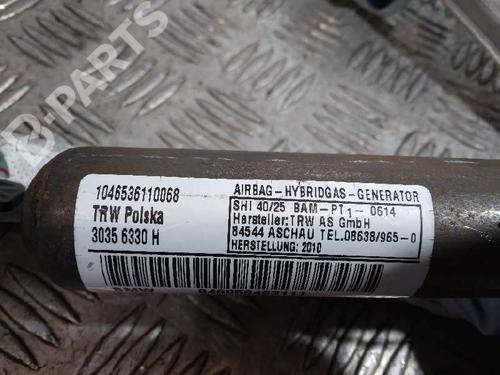 B-PARTS
1046536110068
TRW Polska
3035 6330 H
AIRBAG-HYBRIDGAS-GENERATOR
SHI 40/25 BAM-PT1-0614
Hersteller:TRW AS GmbH
84544 ASCHAU TEL.08638/965-0
HERSTELLUNG: 2010
BMW